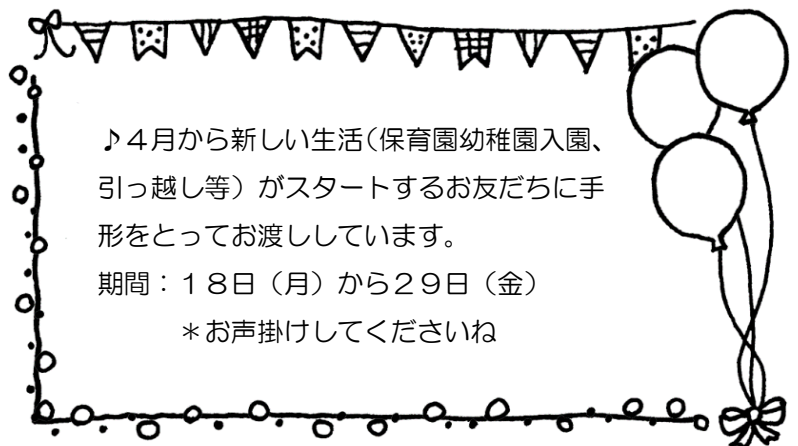 ♪４月から新しい生活（保育園幼稚園入園、
引っ越し等）がスタートするお友だちに手
形をとってお渡ししています。
期間：１８日（月）から２９日（金）
＊お声掛けしてくださいね